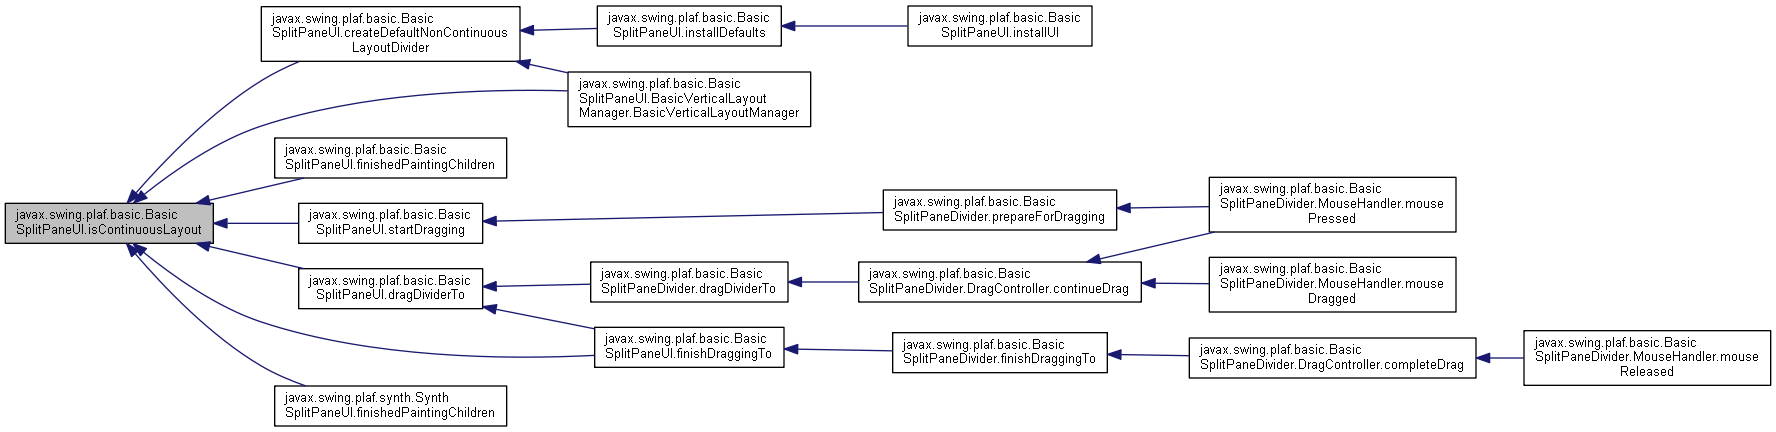 javax.swing.plaf.basic.Basic
SplitPaneUI.isContinuousLayout
javax.swing.plaf.basic.Basic
SplitPaneUI.createDefaultNonContinuous
LayoutDivider
javax.swing.plaf.basic.Basic
SplitPaneUI.installDefaults
javax.swing.plaf.basic.Basic
SplitPaneUI.installUI
javax.swing.plaf.basic.Basic
SplitPaneUI.BasicVerticalLayout
Manager.BasicVerticalLayoutManager
javax.swing.plaf.basic.Basic
SplitPaneUI.finishedPaintingChildren
javax.swing.plaf.basic.Basic
SplitPaneUI.startDragging
javax.swing.plaf.basic.Basic
SplitPaneDivider.prepareForDragging
javax.swing.plaf.basic.Basic
SplitPaneDivider.MouseHandler.mouse
Pressed
javax.swing.plaf.basic.Basic
SplitPaneUI.dragDividerTo
javax.swing.plaf.basic.Basic
SplitPaneDivider.dragDividerTo
javax.swing.plaf.basic.Basic
SplitPaneDivider.DragController.continueDrag
javax.swing.plaf.basic.Basic
SplitPaneDivider.MouseHandler.mouse
Dragged
javax.swing.plaf.basic.Basic
SplitPaneUI.finishDraggingTo
javax.swing.plaf.basic.Basic
SplitPaneDivider.finishDraggingTo
javax.swing.plaf.basic.Basic
SplitPaneDivider.DragController.completeDrag
javax.swing.plaf.basic.Basic
SplitPaneDivider.MouseHandler.mouse
Released
javax.swing.plaf.synth.Synth
SplitPaneUI.finishedPaintingChildren